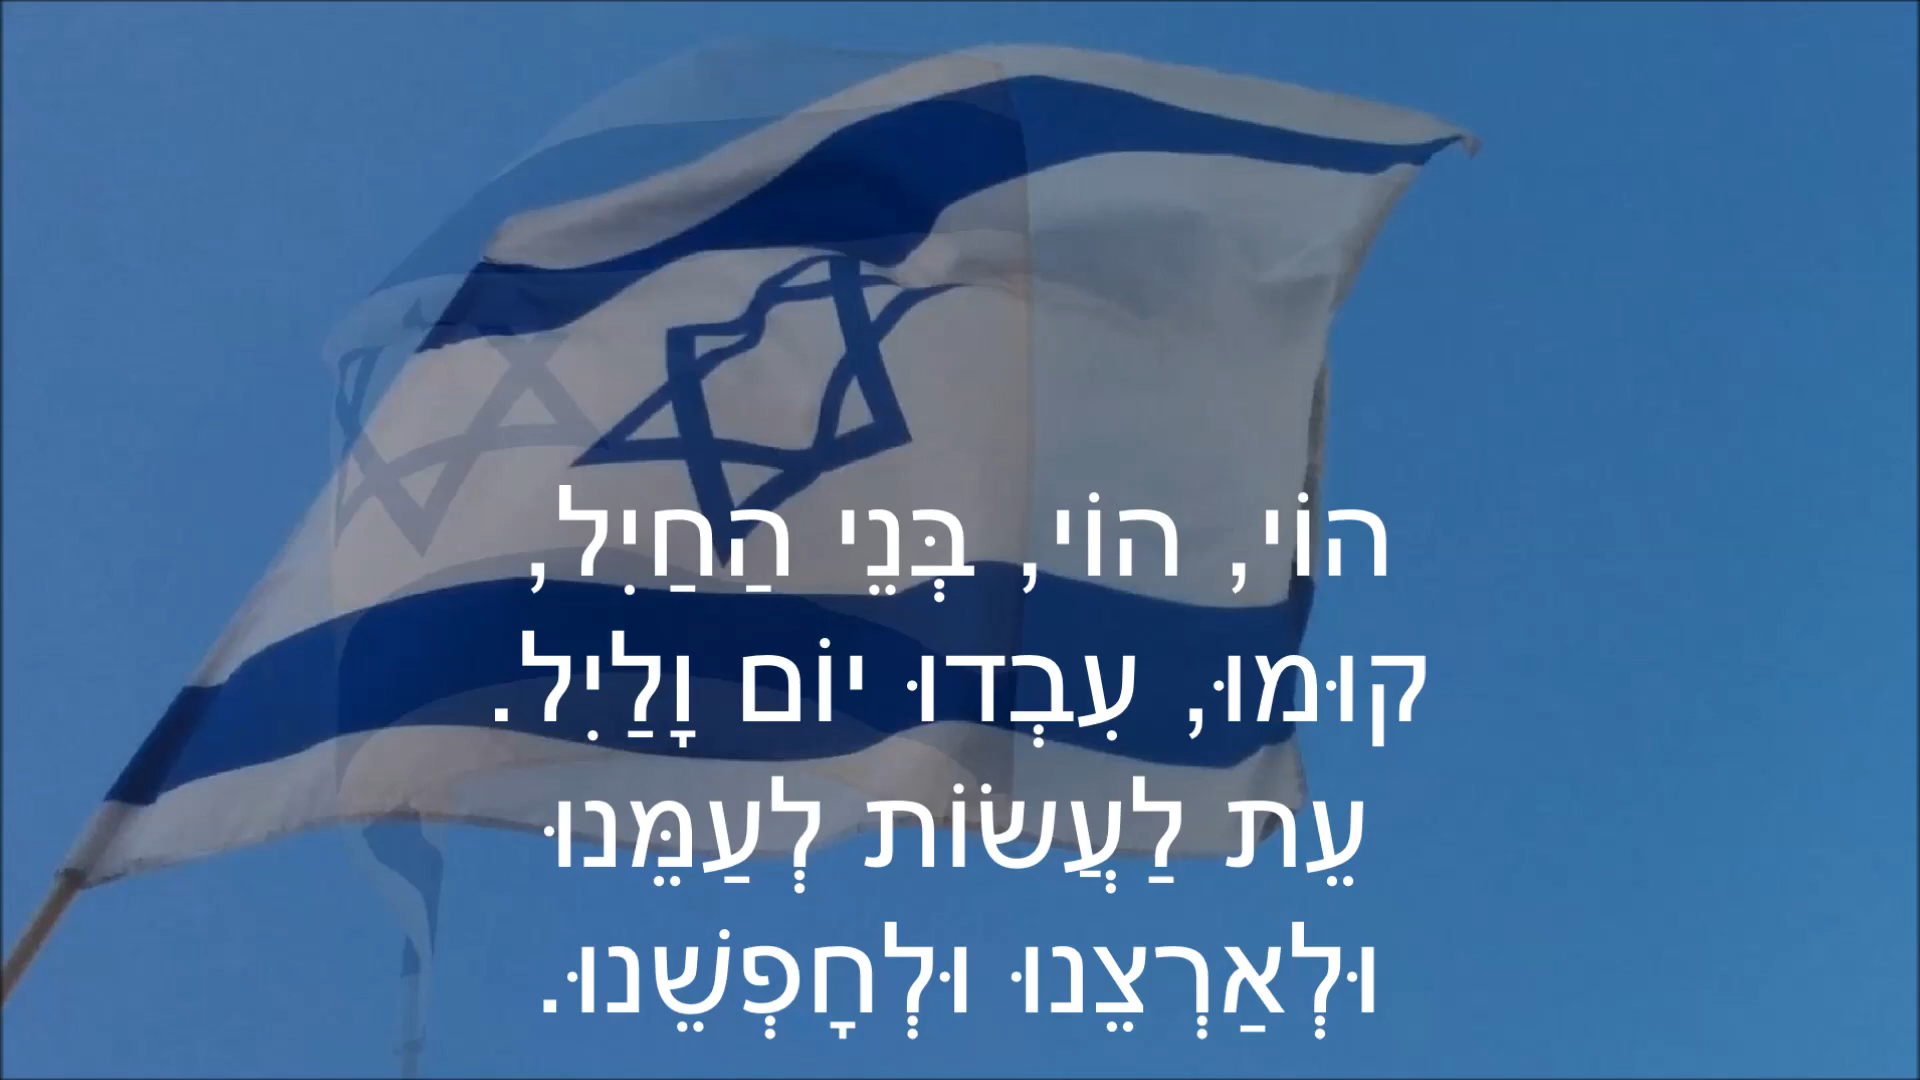 הוֹי, הוֹי, בְּנֵי הַחַיִל,
קוּמוּ, עִבְדוּ יוֹם וָלַיִל.
עֵת לַעֲשׂוֹת לְעַמֵּנוּ
וּלְאַרְצֵנוּ וּלְחָפְשֵׁנוּ.